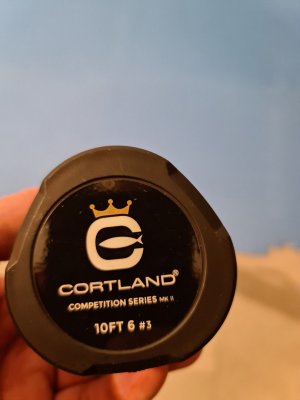 CORTLAND®
COMPETITION SERIES MK II
10FT 6 #3